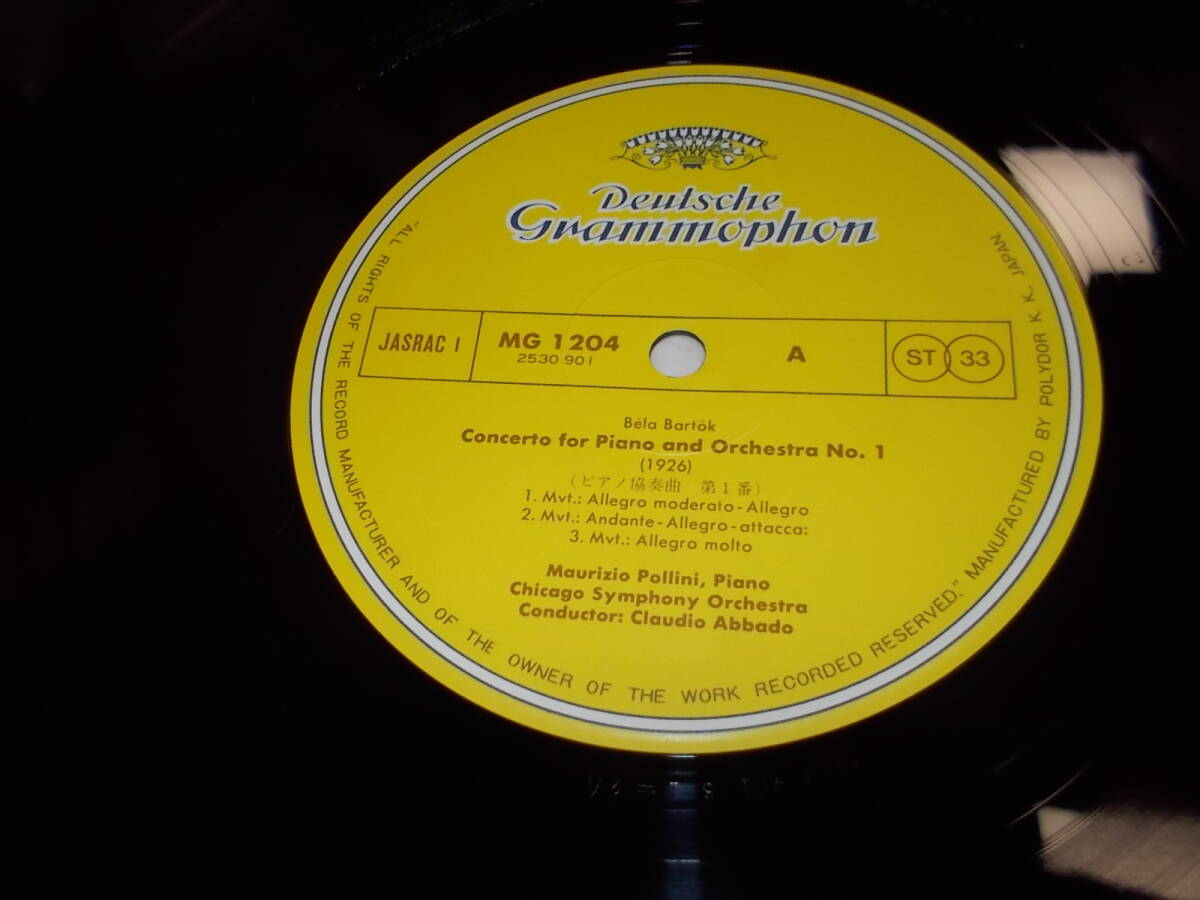 Deutsche
Grammophon
JASRAC I
MG 1204
2530 901
A
ST 33
Béla Bartók
Concerto for Piano and Orchestra No. 1
(1926)
(ピアノ協奏曲 第1番)
1. Mvt.: Allegro moderato-Allegro
2. Mvt.: Andante-Allegro-attacca:
3. Mvt.: Allegro molto
Maurizio Pollini, Piano
Chicago Symphony Orchestra
Conductor: Claudio Abbado
"ALL RIGHTS OF THE RECORD MANUFACTURER AND OF THE OWNER OF THE WORK RECORDED RESERVED." MANUFACTURED BY POLYDOR K. K. JAPAN